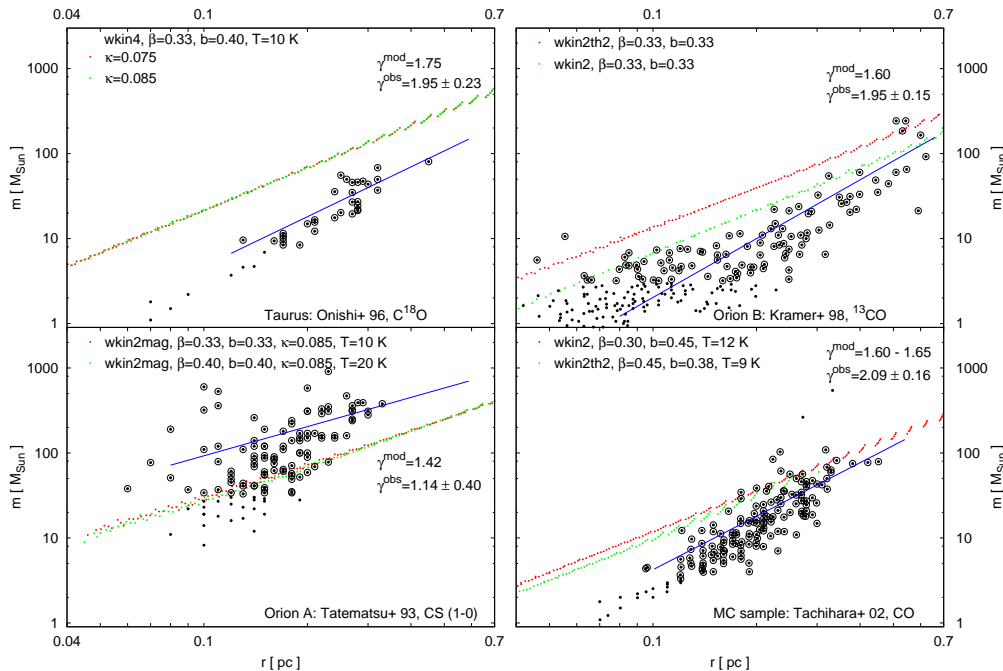 0.1 0.7 0.1 0.7
wkin4, β=0.33, b=0.40, T=10 K
κ=0.075
κ=0.085
γ^mod=1.75
γ^obs=1.95 ± 0.23
1000
100
10
1
m [ M_Sun ]
Taurus: Onishi+ 96, C^18O
wkin2th2, β=0.33, b=0.33
wkin2, β=0.33, b=0.33
γ^mod=1.60
γ^obs=1.95 ± 0.15
1000
100
10
1
m [ M_Sun ]
Orion B: Kramer+ 98, ^13CO
wkin2mag, β=0.33, b=0.33, κ=0.085, T=10 K
wkin2mag, β=0.40, b=0.40, κ=0.085, T=20 K
γ^mod=1.42
γ^obs=1.14 ± 0.40
1000
100
10
1
m [ M_Sun ]
Orion A: Tatematsu+ 93, CS (1-0)
0.04 0.1 0.7
r [ pc ]
wkin2, β=0.30, b=0.45, T=12 K
wkin2th2, β=0.45, b=0.38, T=9 K
γ^mod=1.60 - 1.65
γ^obs=2.09 ± 0.16
1000
100
10
1
m [ M_Sun ]
MC sample: Tachihara+ 02, CO
0.1 0.7
r [ pc ]
0.04